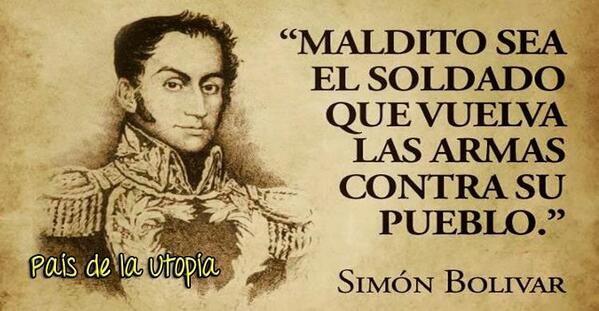 “MALDITO SEA
EL SOLDADO
QUE VUELVA
LAS ARMAS
CONTRA SU
PUEBLO.”
SIMÓN BOLIVAR
Pais de la Utopia